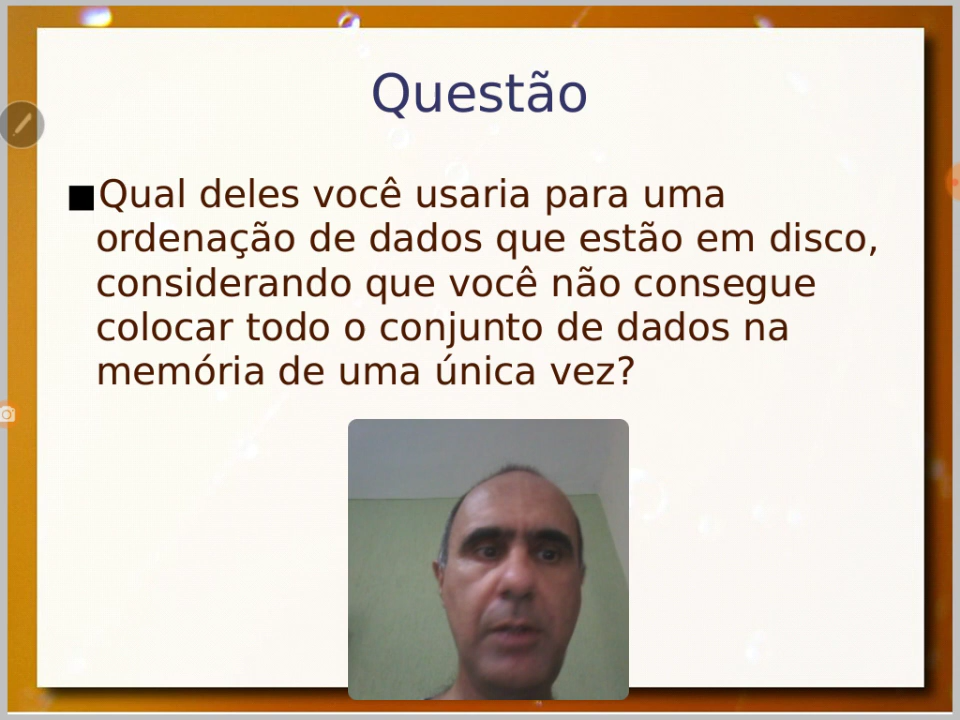 Questão
Qual deles você usaria para uma
ordenação de dados que estão em disco,
considerando que você não consegue
colocar todo o conjunto de dados na
memória de uma única vez?